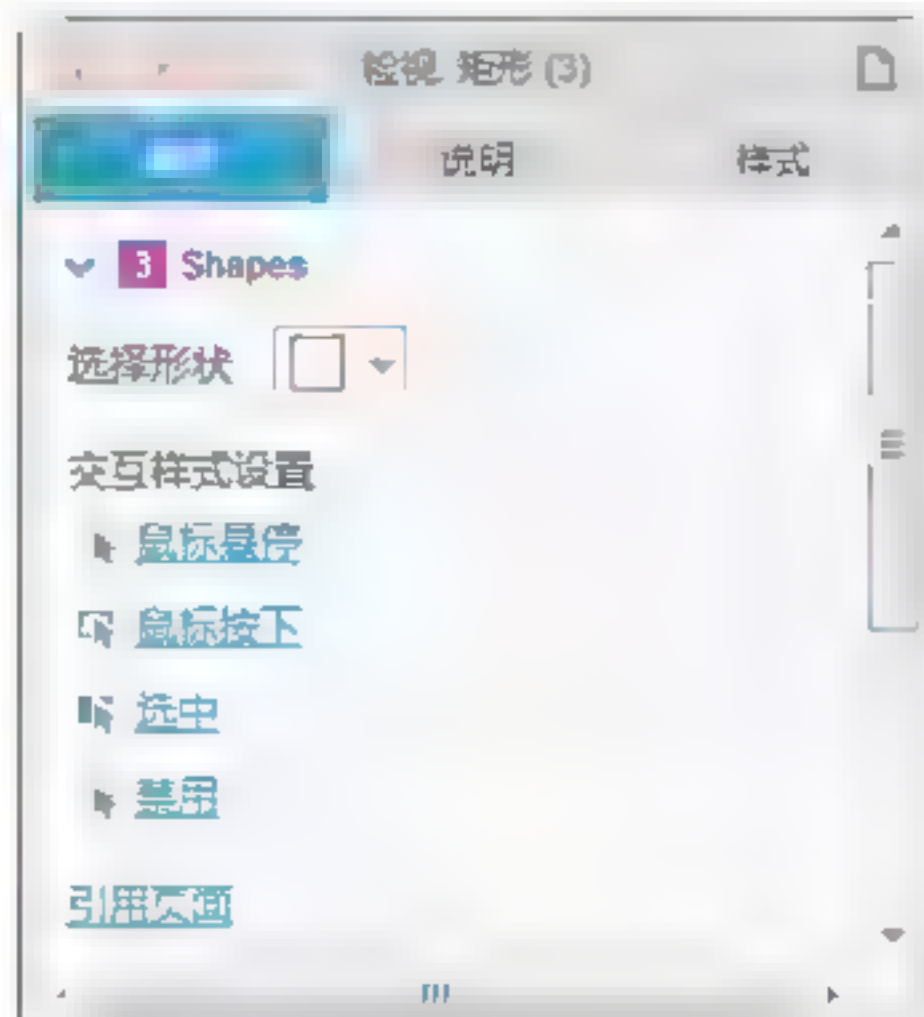 检视: 矩形 (3)
说明 样式
3 Shapes
选择形状
交互样式设置
鼠标悬停
鼠标按下
选中
禁用
引用页面